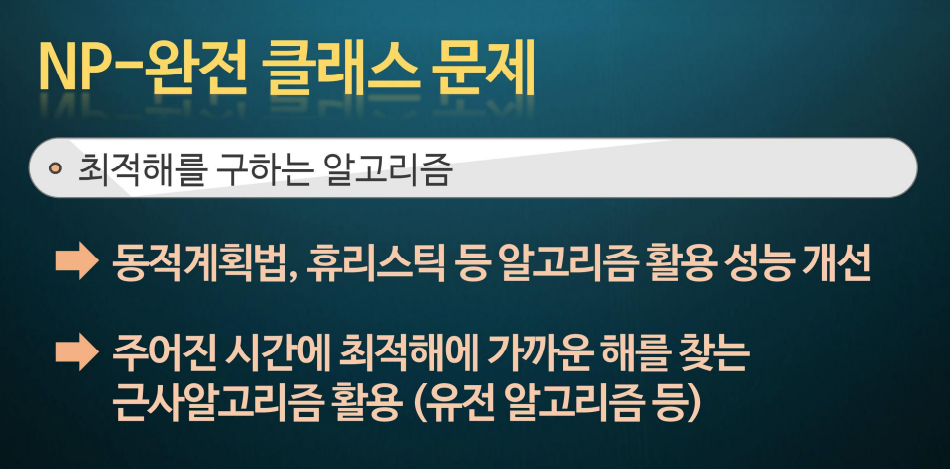 NP-완전 클래스 문제
최적해를 구하는 알고리즘
동적계획법, 휴리스틱 등 알고리즘 활용 성능 개선
주어진 시간에 최적해에 가까운 해를 찾는
근사알고리즘 활용 (유전 알고리즘 등)